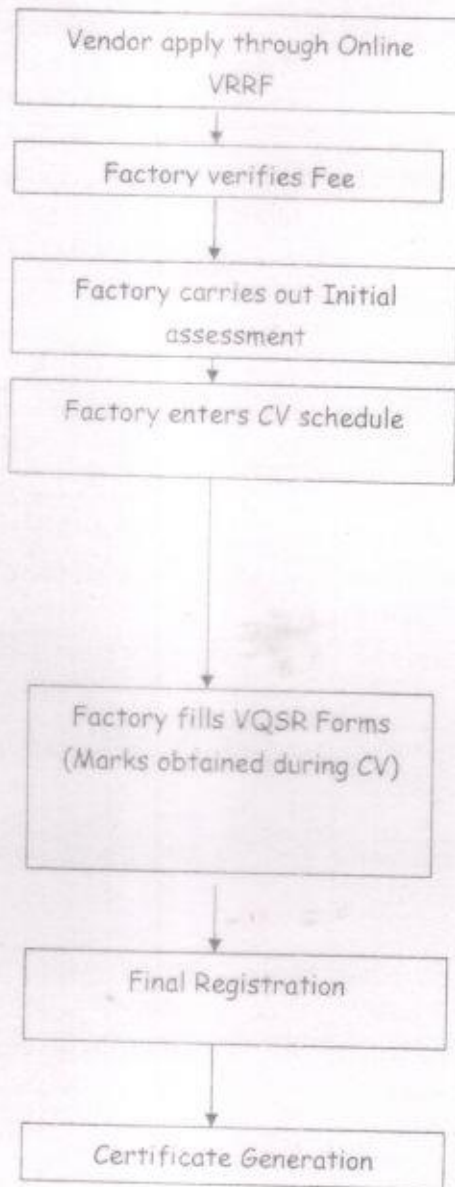 Vendor apply through Online
VRRF
Factory verifies Fee
Factory carries out Initial
assessment
Factory enters CV schedule
Factory fills VQSR Forms
(Marks obtained during CV)
Final Registration
Certificate Generation